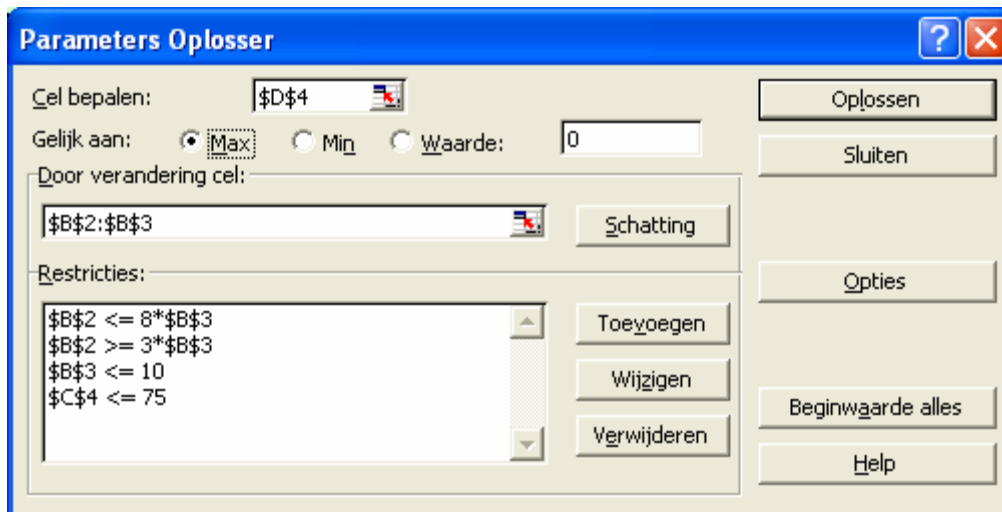 Parameters Oplosser
Cel bepalen: $D$4 Oplossen
Gelijk aan: Max Min Waarde: 0 Sluiten
Door verandering cel:
$B$2:$B$3 Schatting
Restricties: Opties
$B$2 <= 8*$B$3 Toevoegen
$B$2 >= 3*$B$3
$B$3 <= 10 Wijzigen
$C$4 <= 75
Beginwaarde alles
Verwijderen
Help